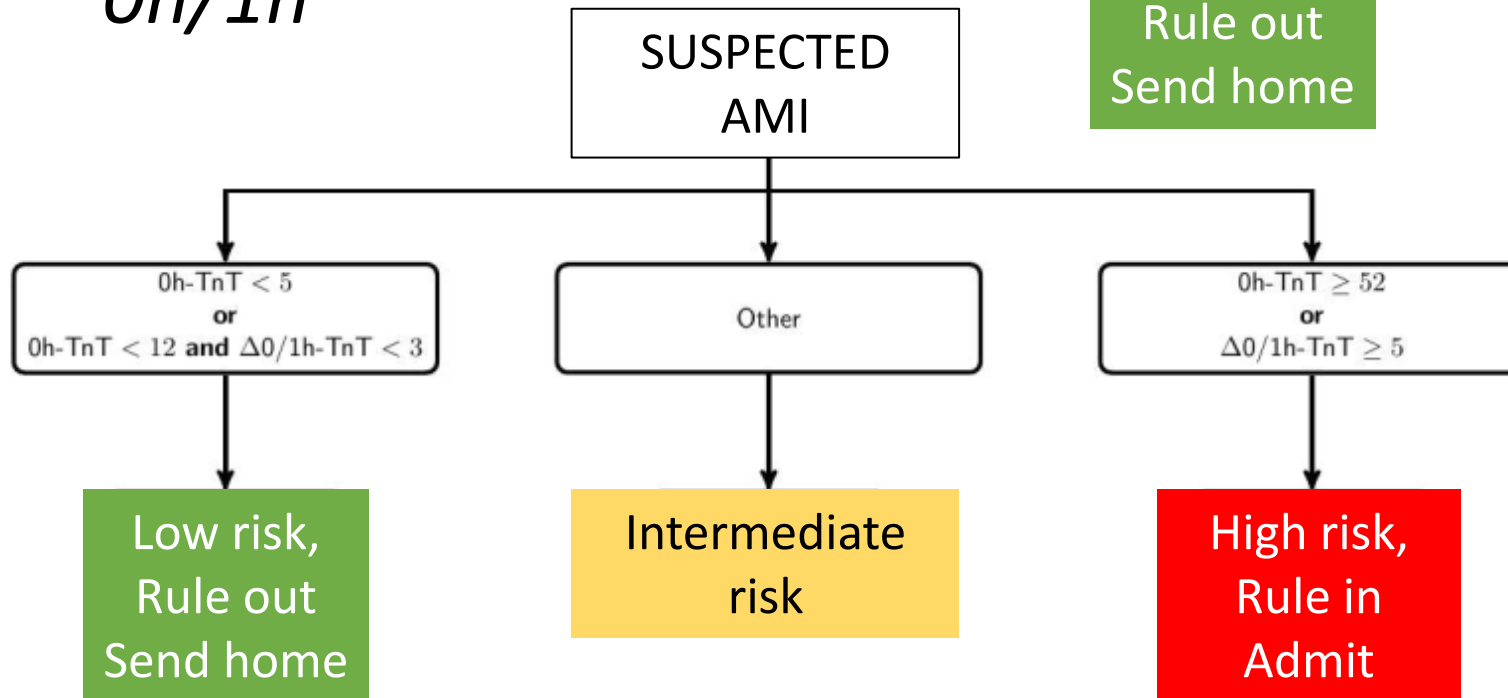 0h/1h
SUSPECTED
AMI
Rule out
Send home
0h-TnT < 5
or
0h-TnT < 12 and Δ0/1h-TnT < 3
Other
0h-TnT ≥ 52
or
Δ0/1h-TnT ≥ 5
Low risk,
Rule out
Send home
Intermediate
risk
High risk,
Rule in
Admit